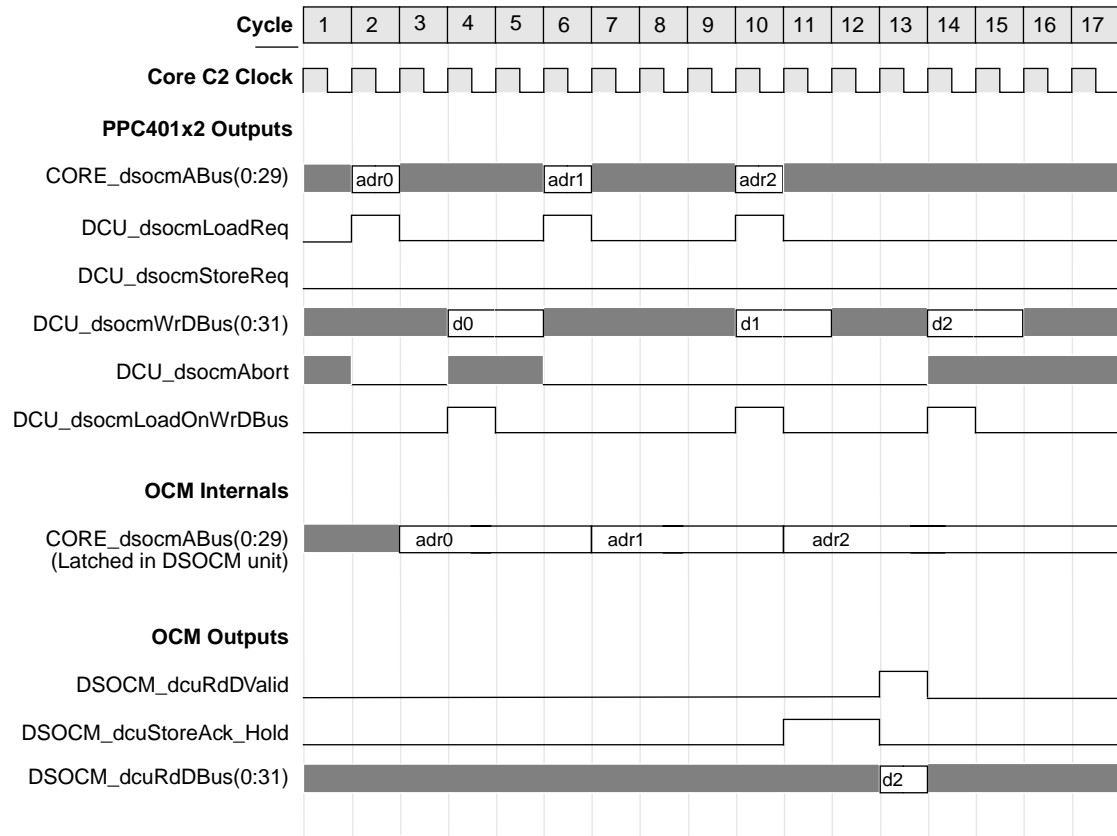 Cycle 1 2 3 4 5 6 7 8 9 10 11 12 13 14 15 16 17
Core C2 Clock
PPC401x2 Outputs
CORE_dsocmABus(0:29) adr0 adr1 adr2
DCU_dsocmLoadReq
DCU_dsocmStoreReq
DCU_dsocmWrDBus(0:31) d0 d1 d2
DCU_dsocmAbort
DCU_dsocmLoadOnWrDBus
OCM Internals
CORE_dsocmABus(0:29) adr0 adr1 adr2
(Latched in DSOCM unit)
OCM Outputs
DSOCM_dcuRdDValid
DSOCM_dcuStoreAck_Hold
DSOCM_dcuRdDBus(0:31) d2